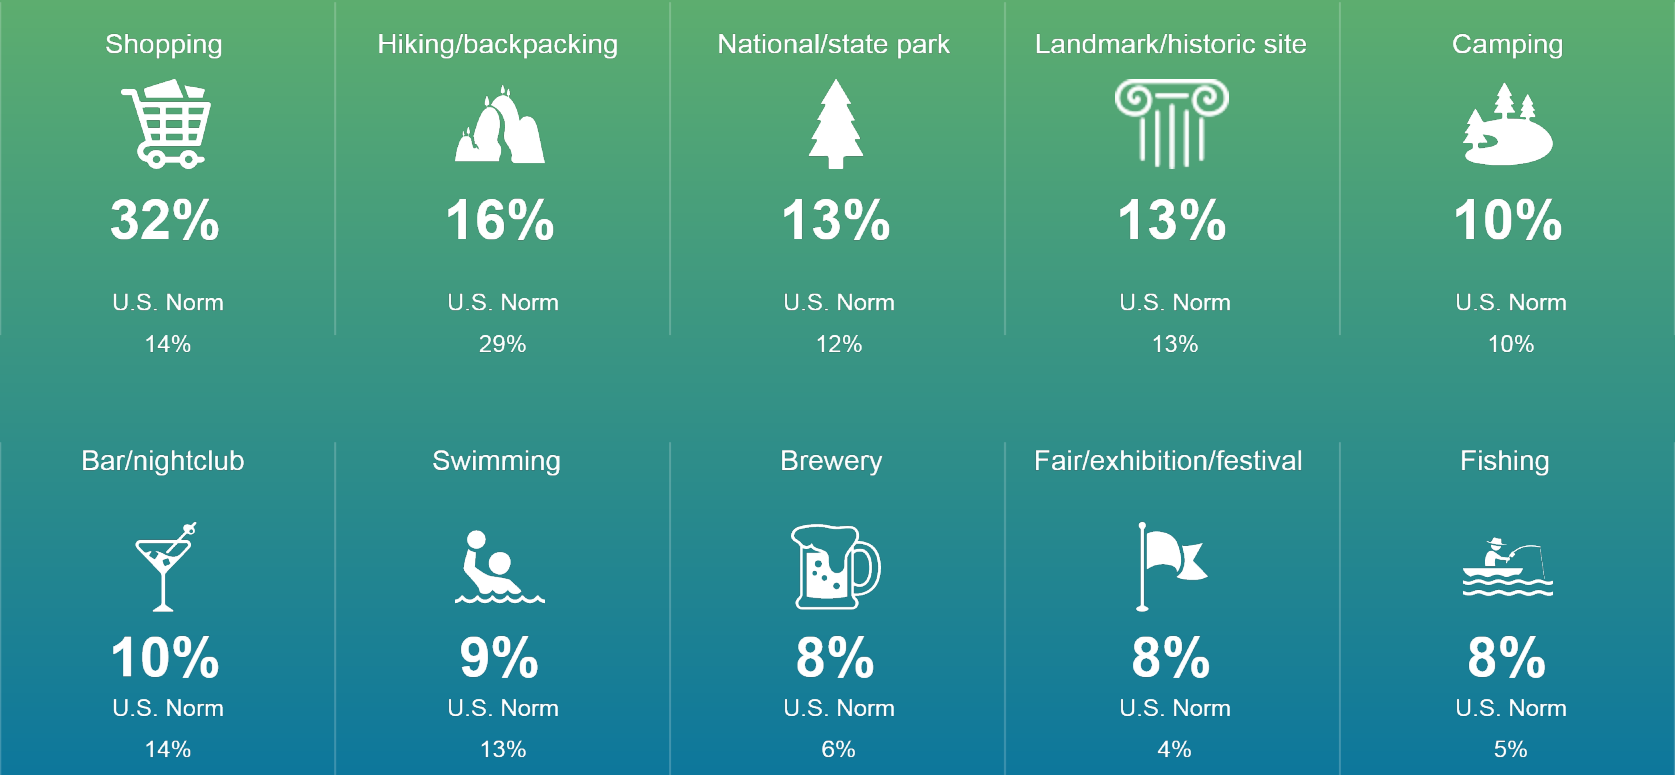 Shopping
32%
U.S. Norm
14%
Hiking/backpacking
16%
U.S. Norm
29%
National/state park
13%
U.S. Norm
12%
Landmark/historic site
13%
U.S. Norm
13%
Camping
10%
U.S. Norm
10%
Bar/nightclub
10%
U.S. Norm
14%
Swimming
9%
U.S. Norm
13%
Brewery
8%
U.S. Norm
6%
Fair/exhibition/festival
8%
U.S. Norm
4%
Fishing
8%
U.S. Norm
5%